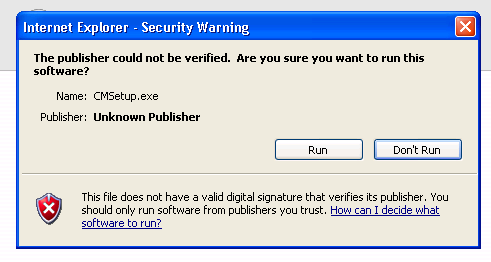 Internet Explorer - Security Warning
The publisher could not be verified. Are you sure you want to run this
software?
Name: CMSetup.exe
Publisher: Unknown Publisher
Run Don't Run
This file does not have a valid digital signature that verifies its publisher. You
should only run software from publishers you trust. How can I decide what
software to run?